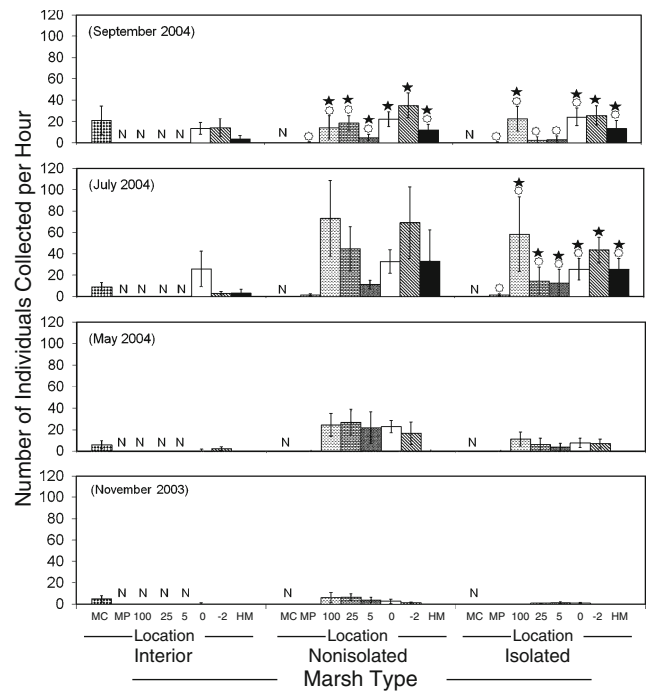 Number of Individuals Collected per Hour
120
100
80
60
40
20
0
(September 2004)
N N N N N N
120
100
80
60
40
20
0
(July 2004)
N N N N N N
120
100
80
60
40
20
0
(May 2004)
N N N N N N
120
100
80
60
40
20
0
(November 2003)
N N N N N N
MC MP 100 25 5 0 -2 HM MC MP 100 25 5 0 -2 HM MC MP 100 25 5 0 -2 HM
Location Location Location
Interior Nonisolated Isolated
Marsh Type